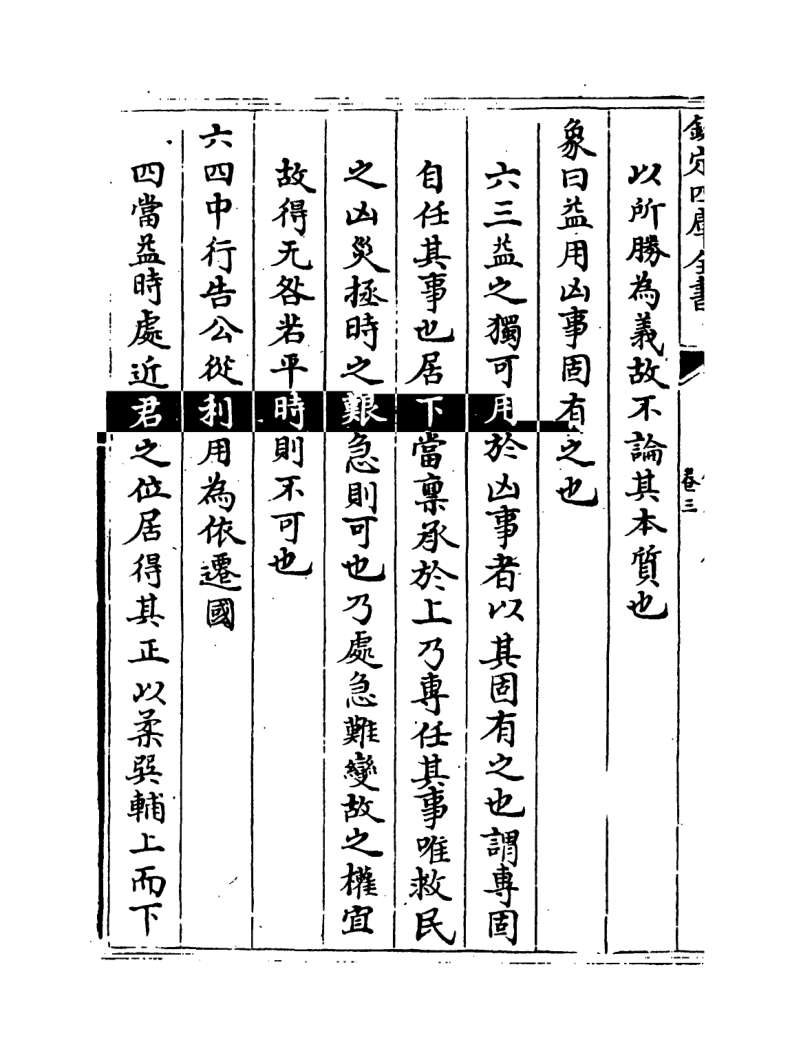 欽定四庫全書
卷三
以所勝為義故不論其本質也
象曰益用凶事固有之也
六三益之獨可用於凶事者以其固有之也謂專固
自任其事也居下當稟承於上乃專任其事唯救民
之凶災拯時之艱急則可也乃處急難變故之權宜
故得无咎若平時則不可也
六四中行告公從利用為依遷國
四當益時處近君之位居得其正以柔巽輔上而下